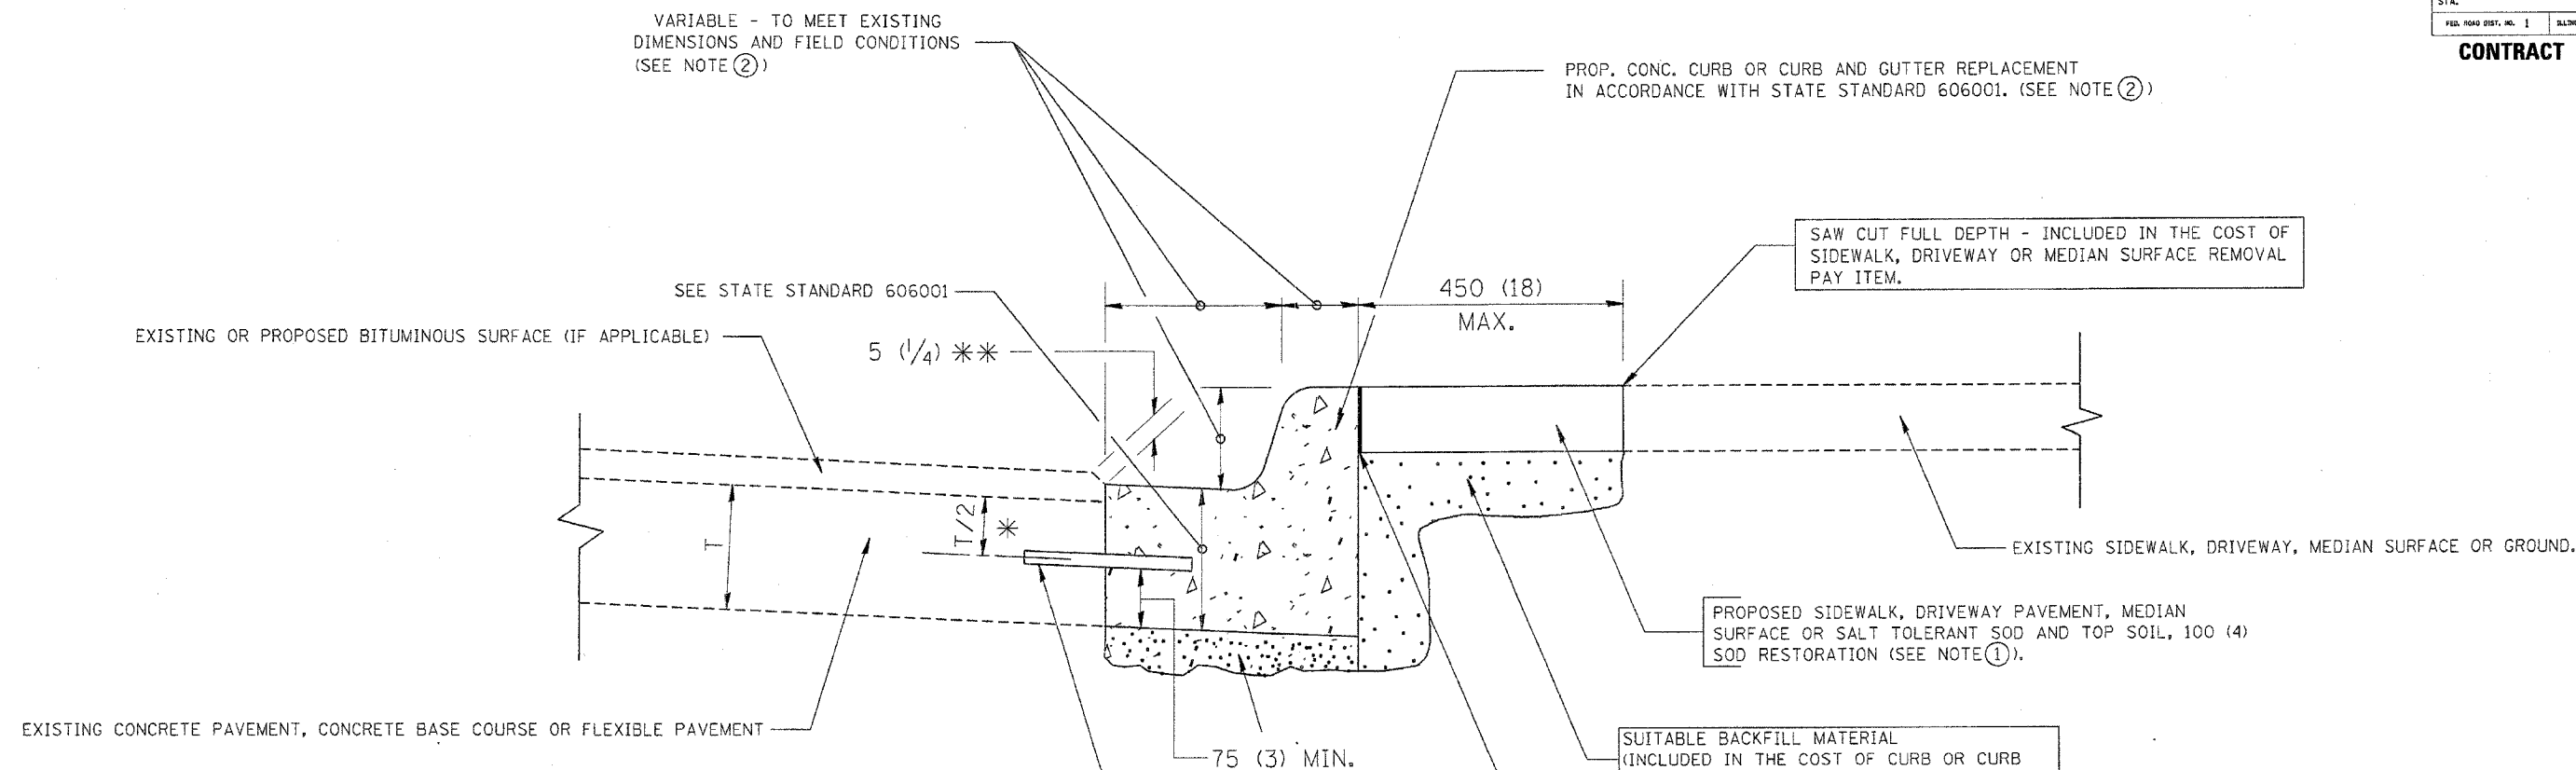 STA.
FED. ROAD DIST. NO. 1
CONTRACT
VARIABLE - TO MEET EXISTING
DIMENSIONS AND FIELD CONDITIONS
(SEE NOTE ②)
PROP. CONC. CURB OR CURB AND GUTTER REPLACEMENT
IN ACCORDANCE WITH STATE STANDARD 606001. (SEE NOTE ②)
SAW CUT FULL DEPTH - INCLUDED IN THE COST OF
SIDEWALK, DRIVEWAY OR MEDIAN SURFACE REMOVAL
PAY ITEM.
SEE STATE STANDARD 606001
450 (18)
MAX.
EXISTING OR PROPOSED BITUMINOUS SURFACE (IF APPLICABLE)
5 (1/4) **
T
T/2
*
EXISTING SIDEWALK, DRIVEWAY, MEDIAN SURFACE OR GROUND.
PROPOSED SIDEWALK, DRIVEWAY PAVEMENT, MEDIAN
SURFACE OR SALT TOLERANT SOD AND TOP SOIL, 100 (4)
SOD RESTORATION (SEE NOTE ①).
EXISTING CONCRETE PAVEMENT, CONCRETE BASE COURSE OR FLEXIBLE PAVEMENT
75 (3) MIN.
SUITABLE BACKFILL MATERIAL
(INCLUDED IN THE COST OF CURB OR CURB